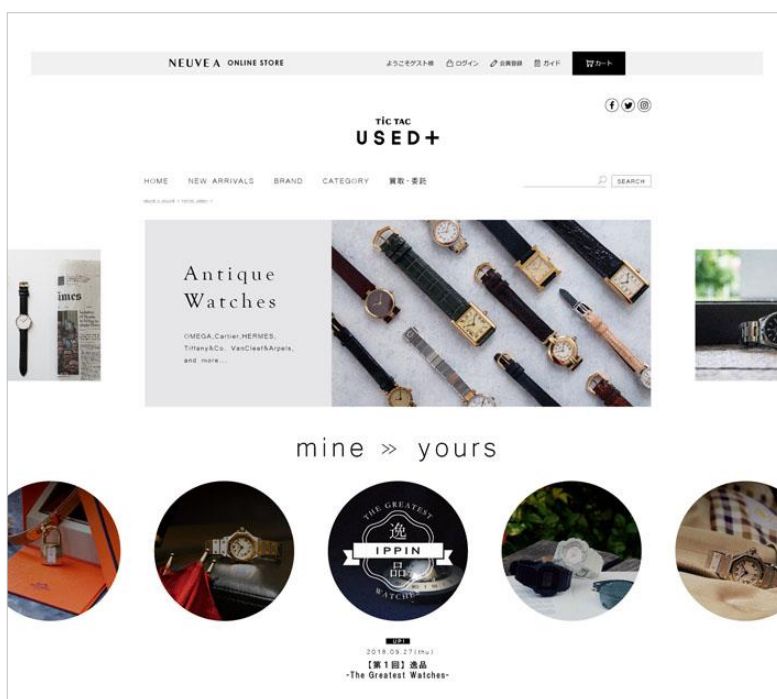 NEUVE A ONLINE STORE
ようこそゲスト様 ログイン 会員登録 ガイド カート
TiC TAC
USED+
HOME NEW ARRIVALS BRAND CATEGORY 買取・委託
SEARCH
imes
Antique
Watches
OMEGA,Cartier,HERMES,
Tiffany&Co. VanCleaf&Arpels,
and more...
mine » yours
THE GREATEST
逸
IPPIN
品
WATCHES
UP!
2018.09.27(thu)
【第1回】逸品
-The Greatest Watches-